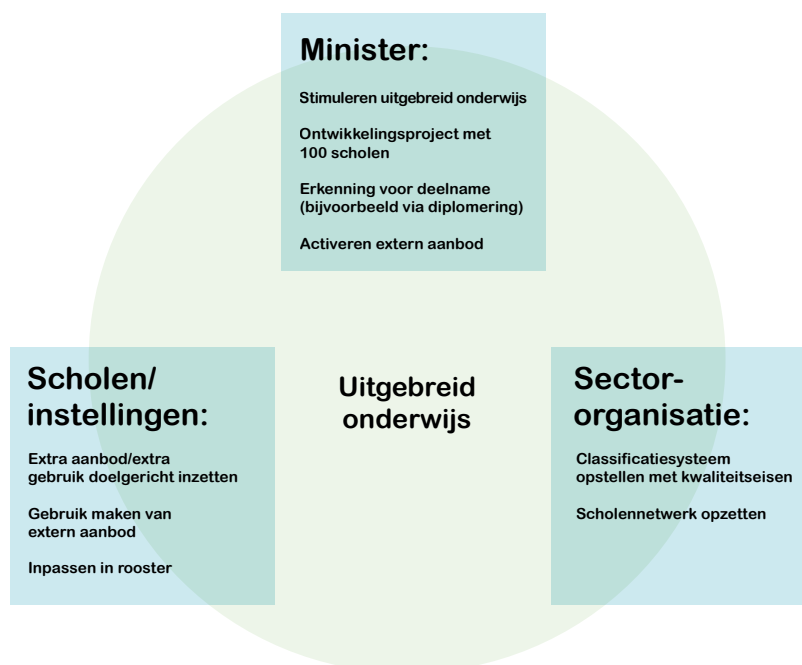 Minister:
Stimuleren uitgebreid onderwijs
Ontwikkelingsproject met
100 scholen
Erkenning voor deelname
(bijvoorbeeld via diplomering)
Activeren extern aanbod
Scholen/
instellingen:
Extra aanbod/extra
gebruik doelgericht inzetten
Gebruik maken van
extern aanbod
Inpassen in rooster
Uitgebreid
onderwijs
Sector-
organisatie:
Classificatiesysteem
opstellen met kwaliteitseisen
Scholennetwerk opzetten